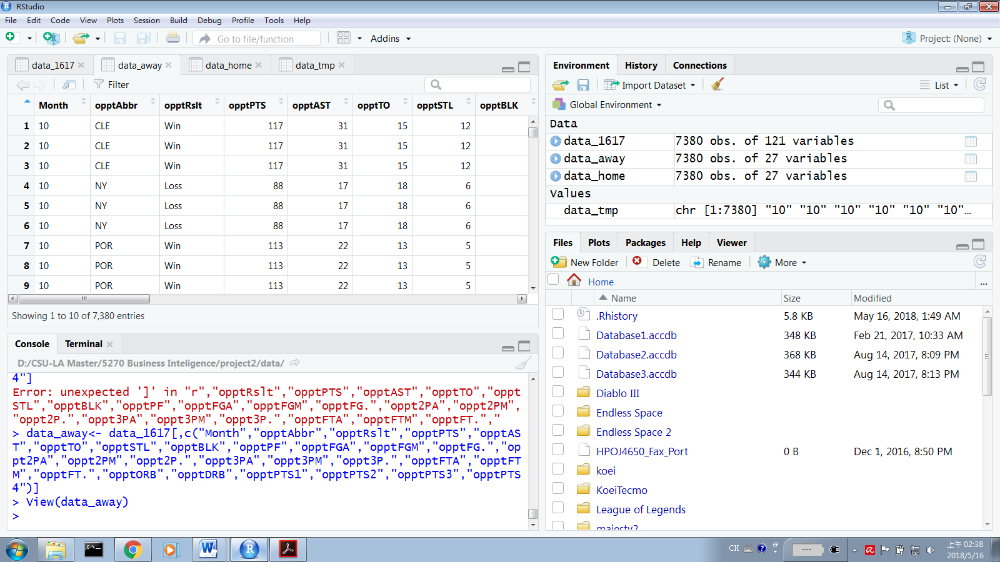 RStudio
File Edit Code View Plots Session Build Debug Profile Tools Help
Go to file/function Addins Project: (None)
data_1617 data_away data_home data_tmp
Filter
Month opptAbbr opptRslt opptPTS opptAST opptTO opptSTL opptBLK
1 10 CLE Win 117 31 15 12
2 10 CLE Win 117 31 15 12
3 10 CLE Win 117 31 15 12
4 10 NY Loss 88 17 18 6
5 10 NY Loss 88 17 18 6
6 10 NY Loss 88 17 18 6
7 10 POR Win 113 22 13 5
8 10 POR Win 113 22 13 5
9 10 POR Win 113 22 13 5
Showing 1 to 10 of 7,380 entries
Console Terminal
D:/CSU-LA Master/5270 Business Inteligence/project2/data/
4"]
Error: unexpected ']' in "r","opptRslt","opptPTS","opptAST","opptTO","oppt
STL","opptBLK","opptPF","opptFGA","opptFGM","opptFG.","oppt2PA","oppt2PM",
"oppt2P.","oppt3PA","oppt3PM","oppt3P.","opptFTA","opptFTM","opptFT.","
> data_away<- data_1617[,c("Month","opptAbbr","opptRslt","opptPTS","opptAS
T","opptTO","opptSTL","opptBLK","opptPF","opptFGA","opptFGM","opptFG.","op
pt2PA","oppt2PM","oppt2P.","oppt3PA","oppt3PM","oppt3P.","opptFTA","opptFT
M","opptFT.","opptORB","opptDRB","opptPTS1","opptPTS2","opptPTS3","opptPTS
4")]
> View(data_away)
>
Environment History Connections
Import Dataset List
Global Environment
Data
data_1617 7380 obs. of 121 variables
data_away 7380 obs. of 27 variables
data_home 7380 obs. of 27 variables
Values
data_tmp chr [1:7380] "10" "10" "10" "10" "10" "10"…
Files Plots Packages Help Viewer
New Folder Delete Rename More
Home ...
Name Size Modified
.Rhistory 5.8 KB May 16, 2018, 1:49 AM
Database1.accdb 348 KB Feb 21, 2017, 10:33 AM
Database2.accdb 368 KB Aug 14, 2017, 8:09 PM
Database3.accdb 344 KB Aug 14, 2017, 8:13 PM
Diablo III
Endless Space
Endless Space 2
HPOJ4650_Fax_Port 0 B Dec 1, 2016, 8:50 PM
koei
KoeiTecmo
League of Legends
majesty2
CH
上午 02:38
2018/5/16